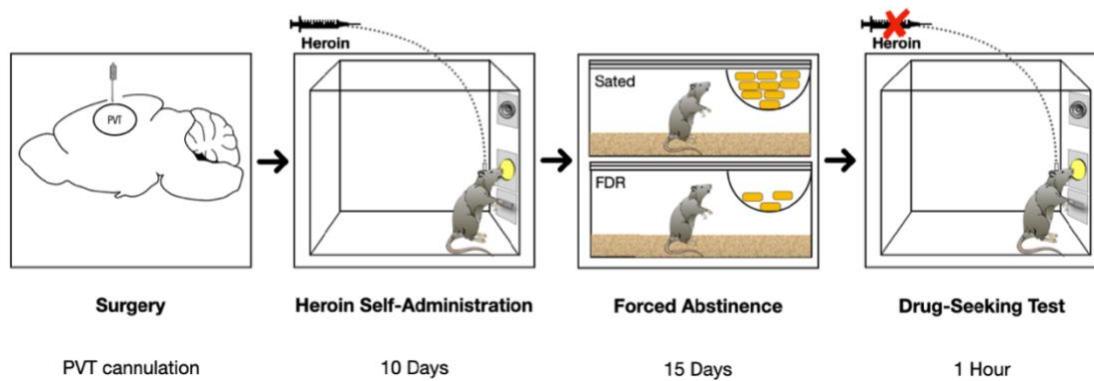 Heroin
Heroin
PVT
Sated
FDR
Surgery
Heroin Self-Administration
Forced Abstinence
Drug-Seeking Test
PVT cannulation
10 Days
15 Days
1 Hour